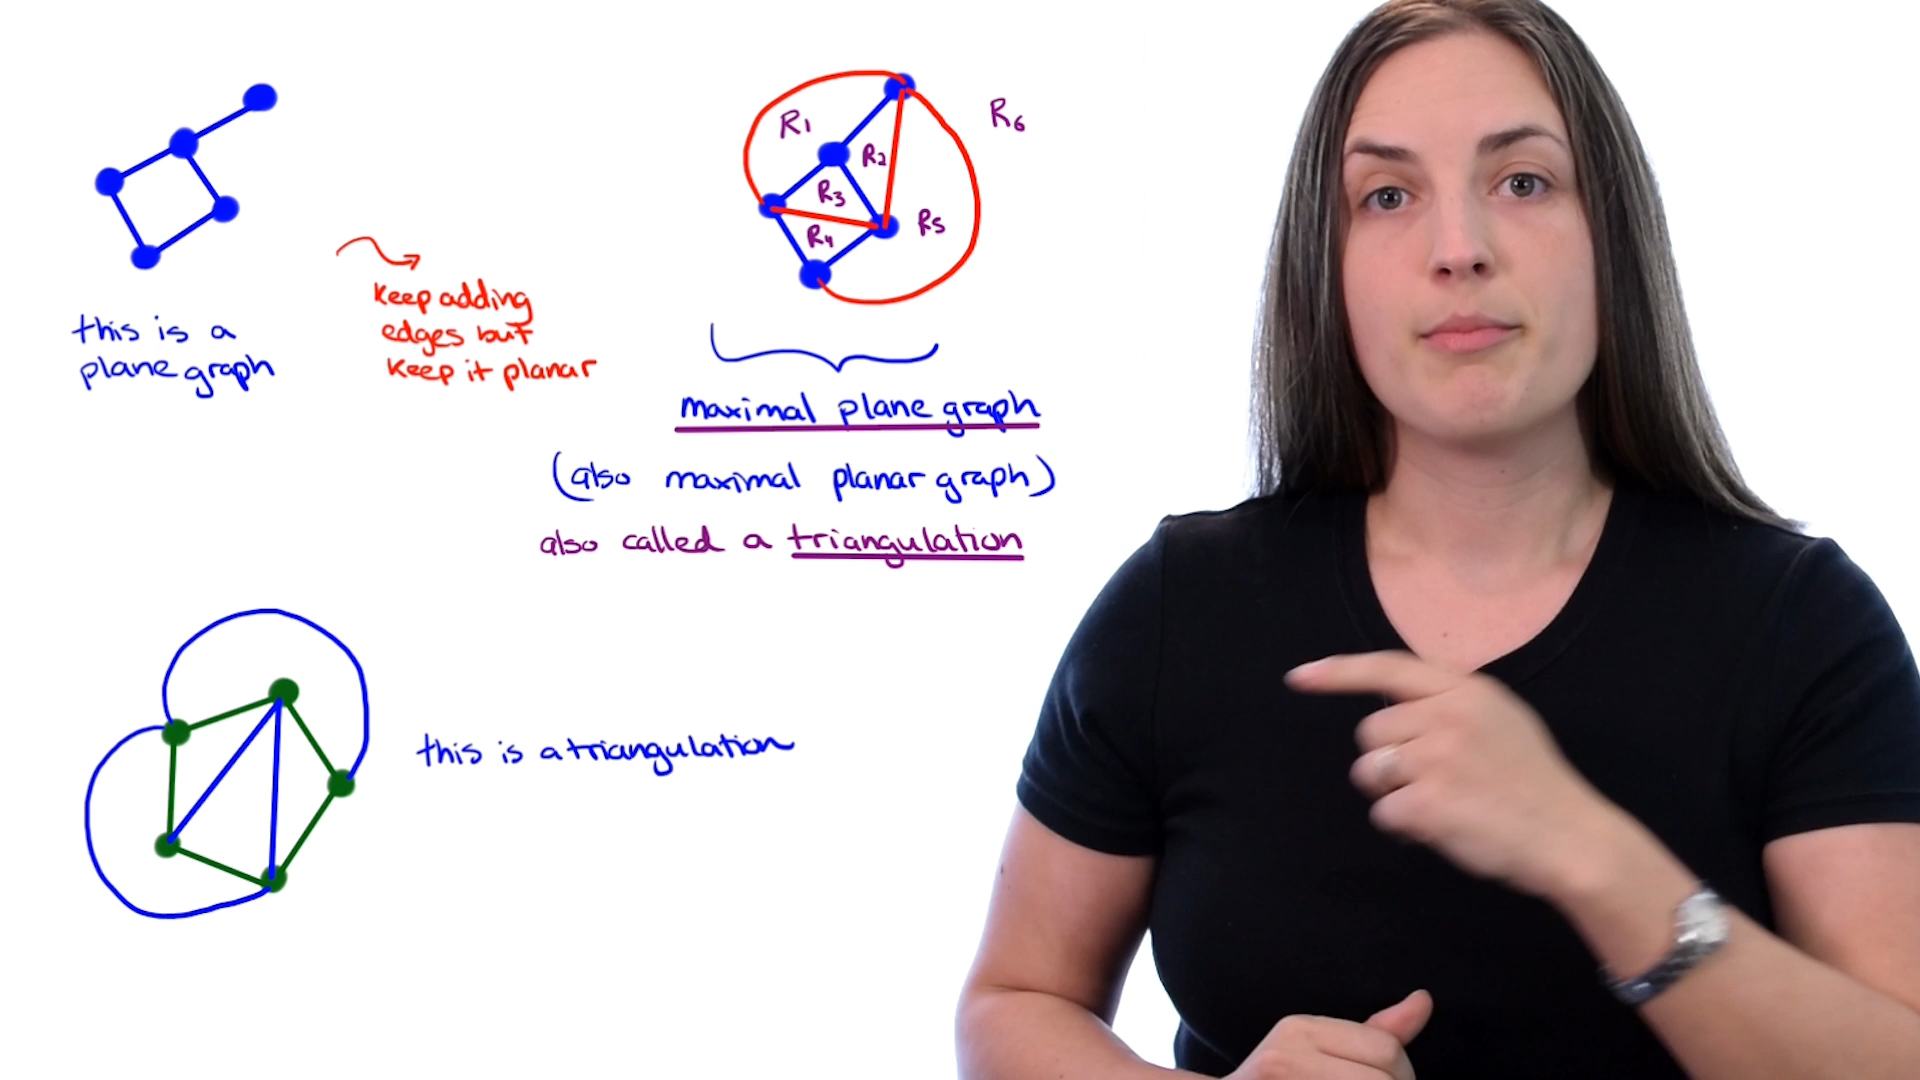 this is a
plane graph
keep adding
edges but
keep it planar
R1
R2
R3
R4
R5
R6
maximal plane graph
(also maximal planar graph)
also called a triangulation
this is a triangulation